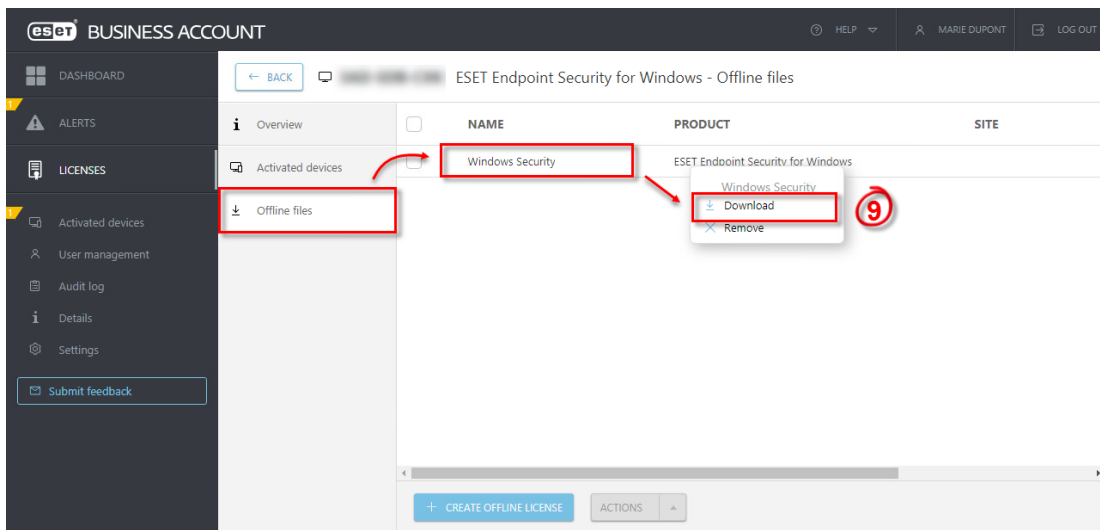 eset BUSINESS ACCOUNT
HELP
MARIE DUPONT
LOG OUT
DASHBOARD
1
ALERTS
LICENSES
1
Activated devices
User management
Audit log
Details
Settings
Submit feedback
← BACK
ESET Endpoint Security for Windows - Offline files
Overview
Activated devices
Offline files
NAME PRODUCT SITE
Windows Security ESET Endpoint Security for Windows
Windows Security
Download
9
Remove
+ CREATE OFFLINE LICENSE
ACTIONS